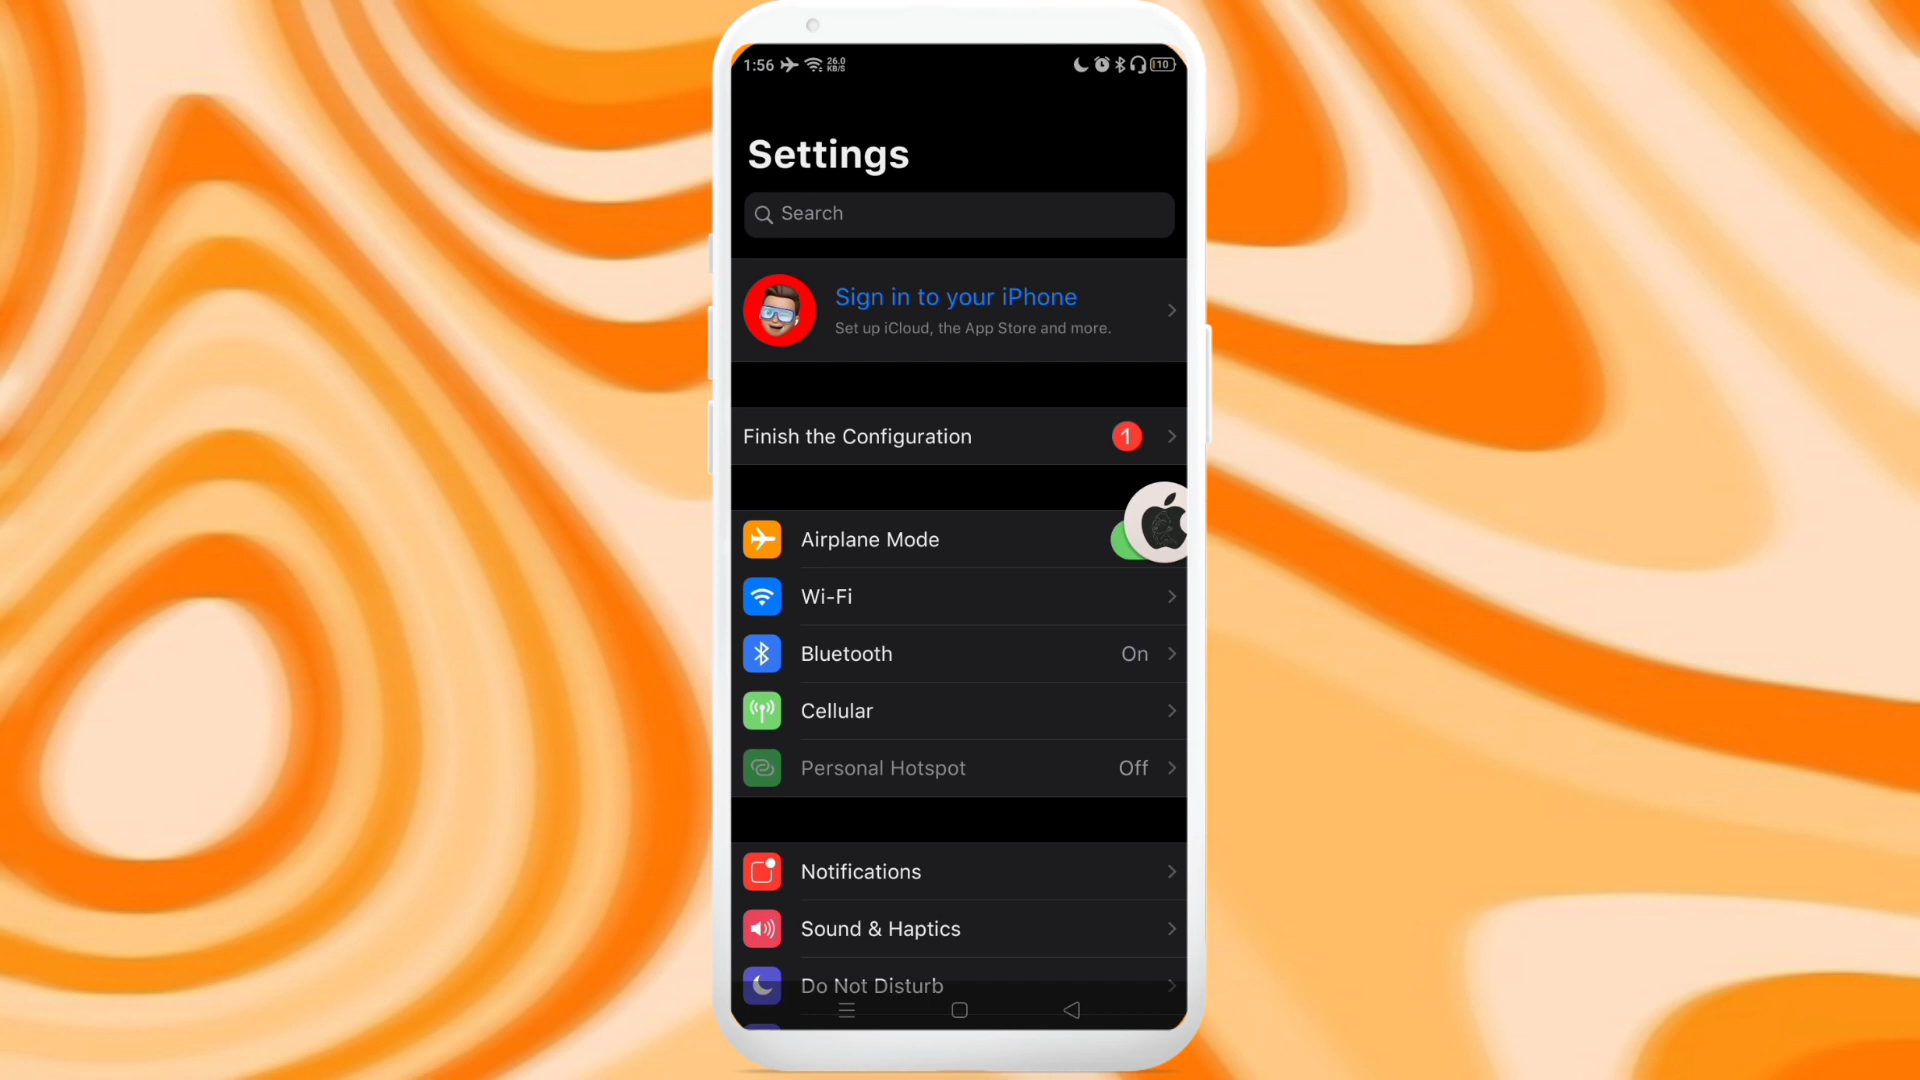 1:56 26.0 KB/S 10
Settings
Search
Sign in to your iPhone
Set up iCloud, the App Store and more.
Finish the Configuration 1
Airplane Mode
Wi-Fi
Bluetooth On
Cellular
Personal Hotspot Off
Notifications
Sound & Haptics
Do Not Disturb